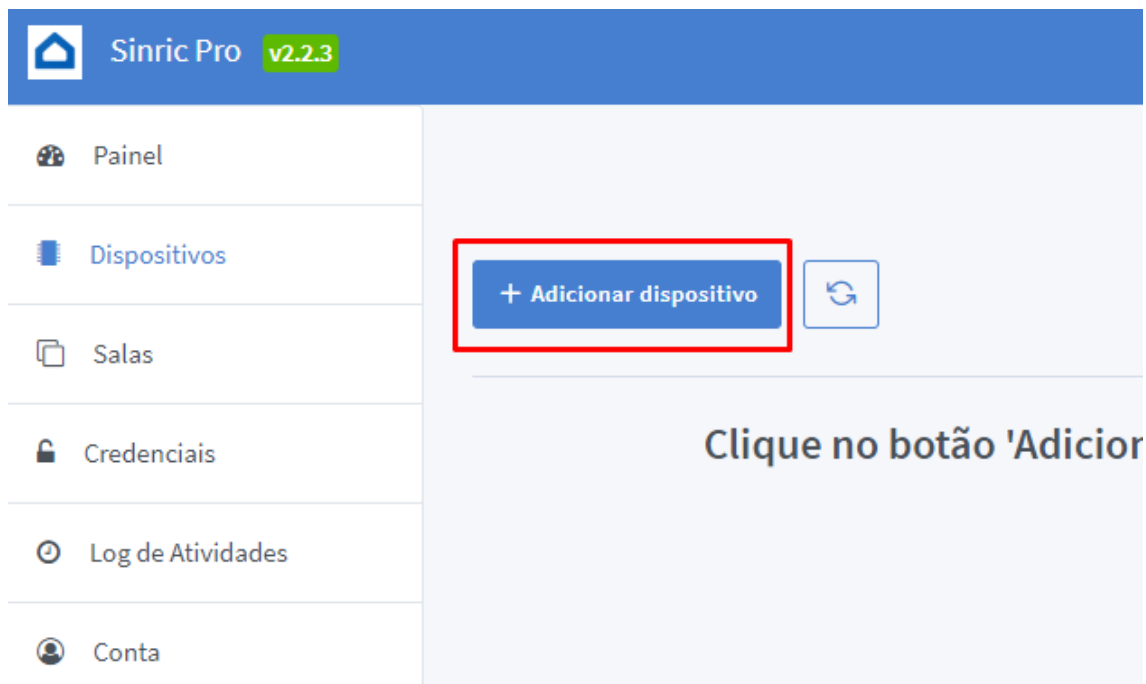 Sinric Pro v2.2.3
Painel
Dispositivos
+ Adicionar dispositivo
Salas
Clique no botão 'Adicion
Credenciais
Log de Atividades
Conta